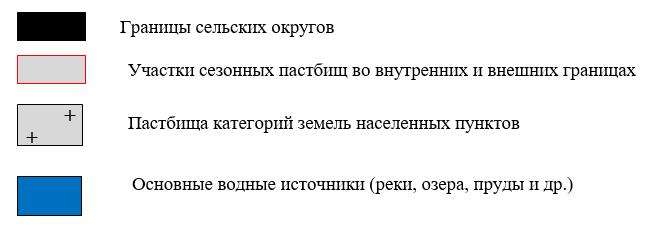 Границы сельских округов
Участки сезонных пастбищ во внутренних и внешних границах
Пастбища категорий земель населенных пунктов
Основные водные источники (реки, озера, пруды и др.)